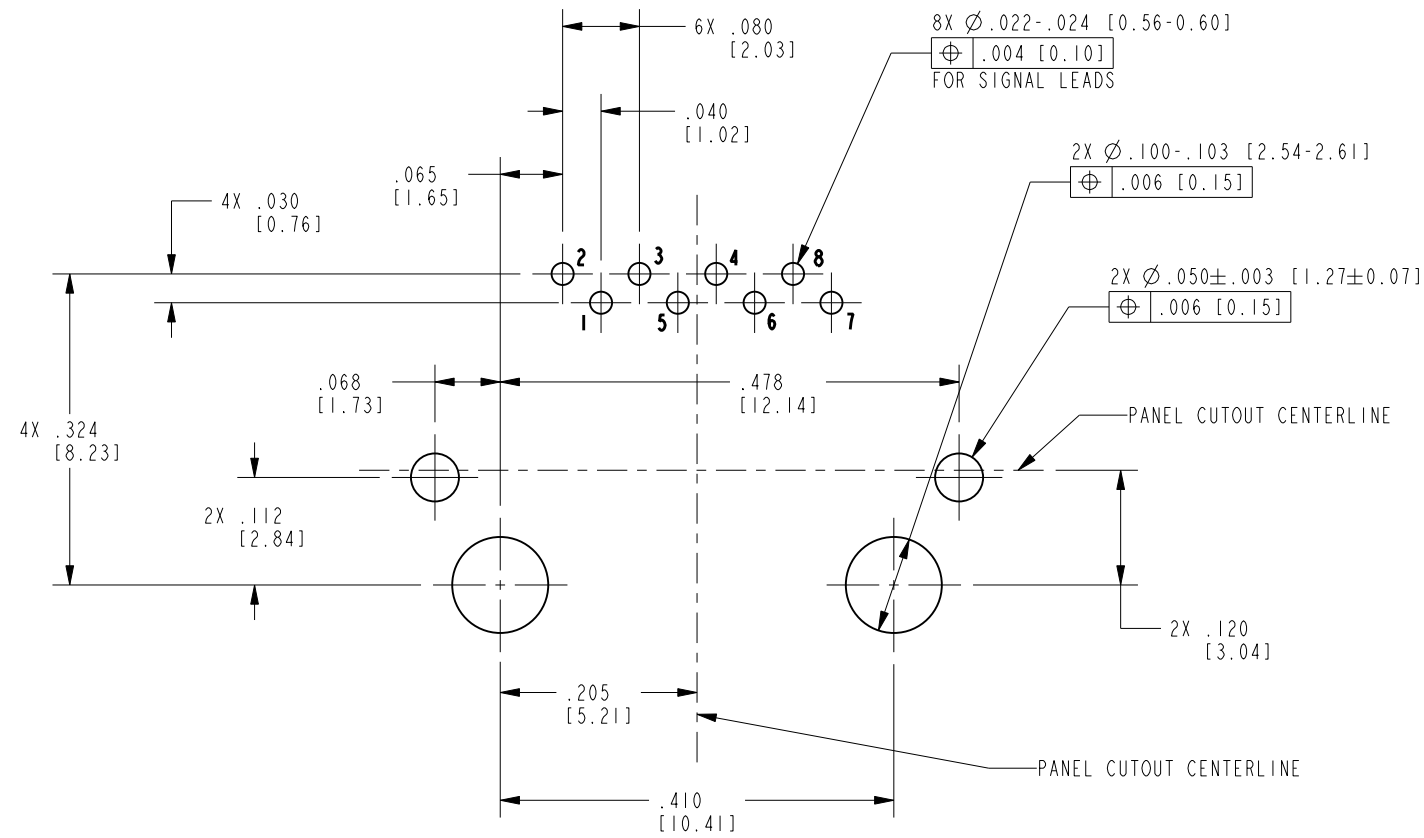 6X .080
[2.03]
8X ∅.022-.024 [0.56-0.60]
⌖ .004 [0.10]
FOR SIGNAL LEADS
.040
[1.02]
2X ∅.100-.103 [2.54-2.61]
⌖ .006 [0.15]
.065
[1.65]
4X .030
[0.76]
2 3 4 8
2X ∅.050±.003 [1.27±0.07]
⌖ .006 [0.15]
1 5 6 7
.068
[1.73]
.478
[12.14]
PANEL CUTOUT CENTERLINE
4X .324
[8.23]
2X .112
[2.84]
2X .120
[3.04]
.205
[5.21]
PANEL CUTOUT CENTERLINE
.410
[10.41]